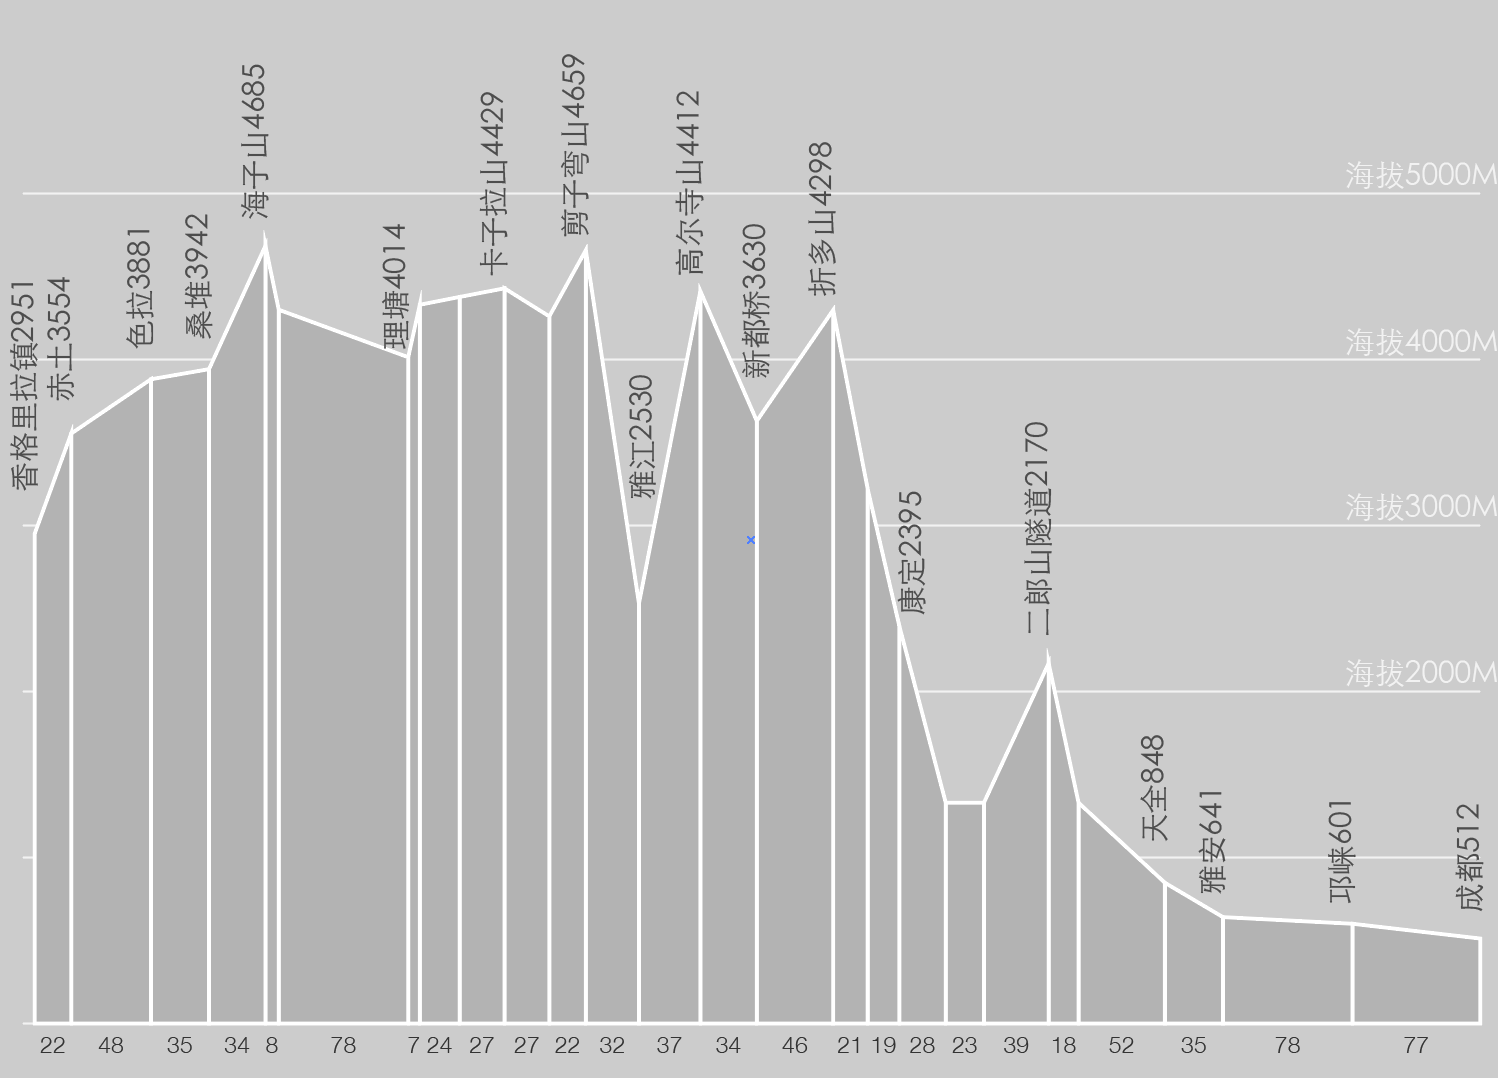 香格里拉镇2951
赤土3554
色拉3881
桑堆3942
海子山4685
理塘4014
卡子拉山4429
剪子弯山4659
雅江2530
高尔寺山4412
新都桥3630
折多山4298
康定2395
二郎山隧道2170
天全848
雅安641
邛崃601
成都512
海拔5000M
海拔4000M
海拔3000M
海拔2000M
22 48 35 34 8 78 7 24 27 27 22 32 37 34 46 21 19 28 23 39 18 52 35 78 77